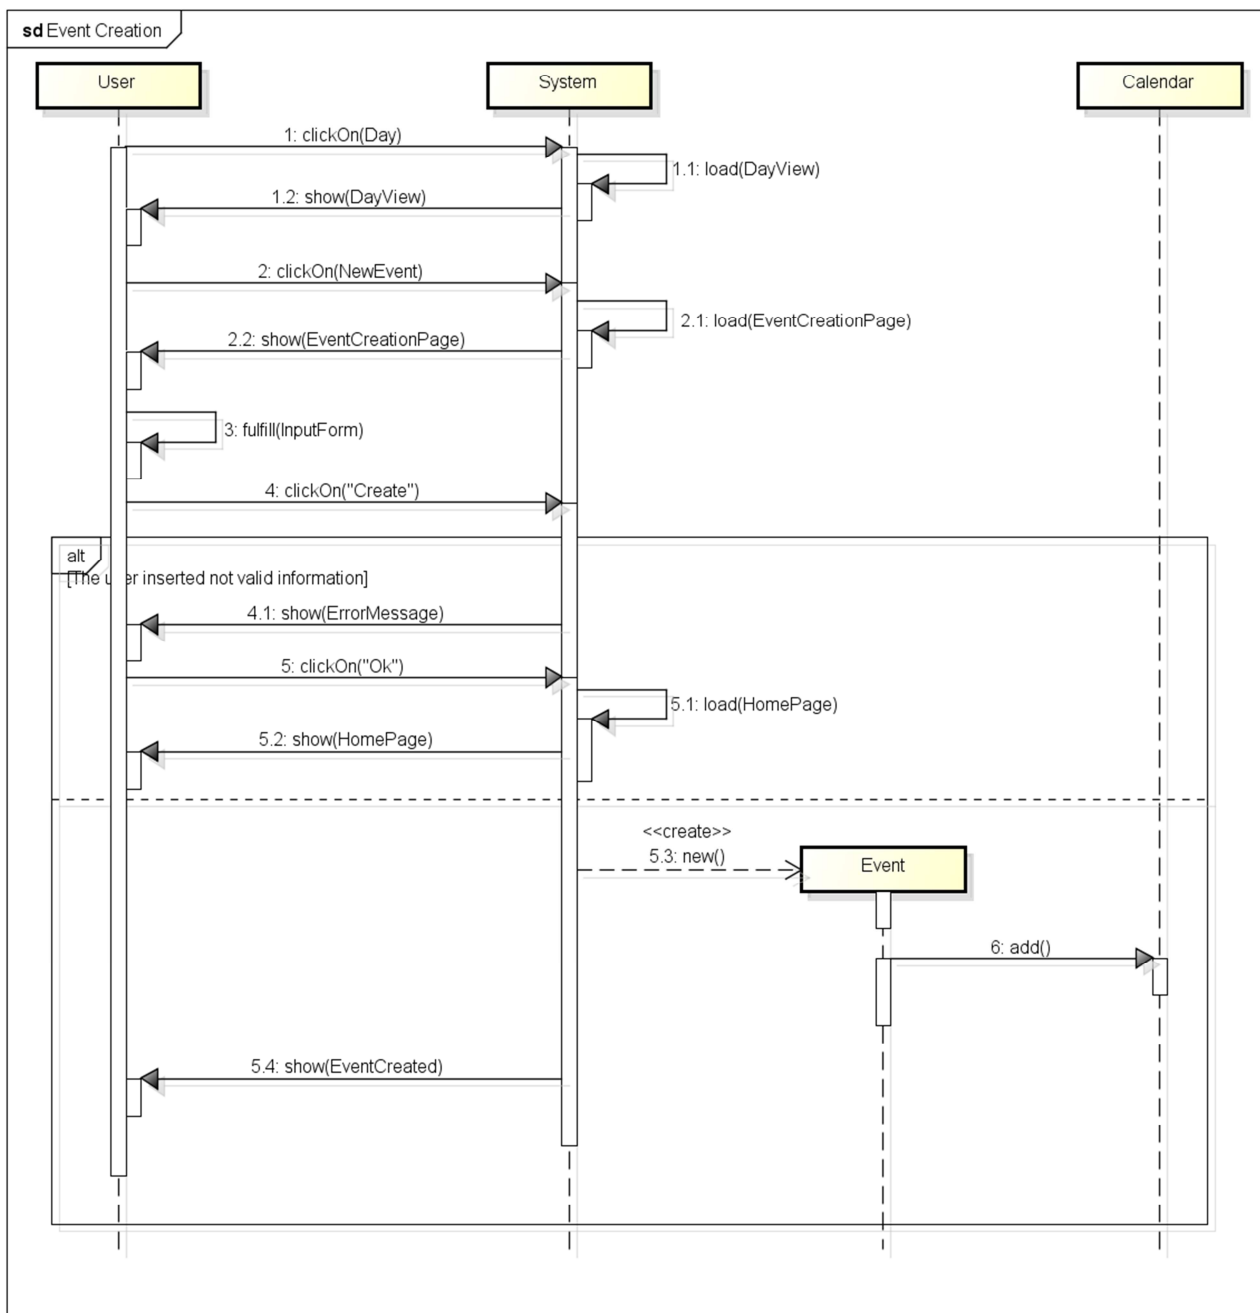 sd Event Creation
User
System
Calendar
1: clickOn(Day)
1.1: load(DayView)
1.2: show(DayView)
2: clickOn(NewEvent)
2.1: load(EventCreationPage)
2.2: show(EventCreationPage)
3: fulfill(InputForm)
4: clickOn("Create")
alt
[The user inserted not valid information]
4.1: show(ErrorMessage)
5: clickOn("Ok")
5.1: load(HomePage)
5.2: show(HomePage)
<<create>>
5.3: new()
Event
6: add()
5.4: show(EventCreated)